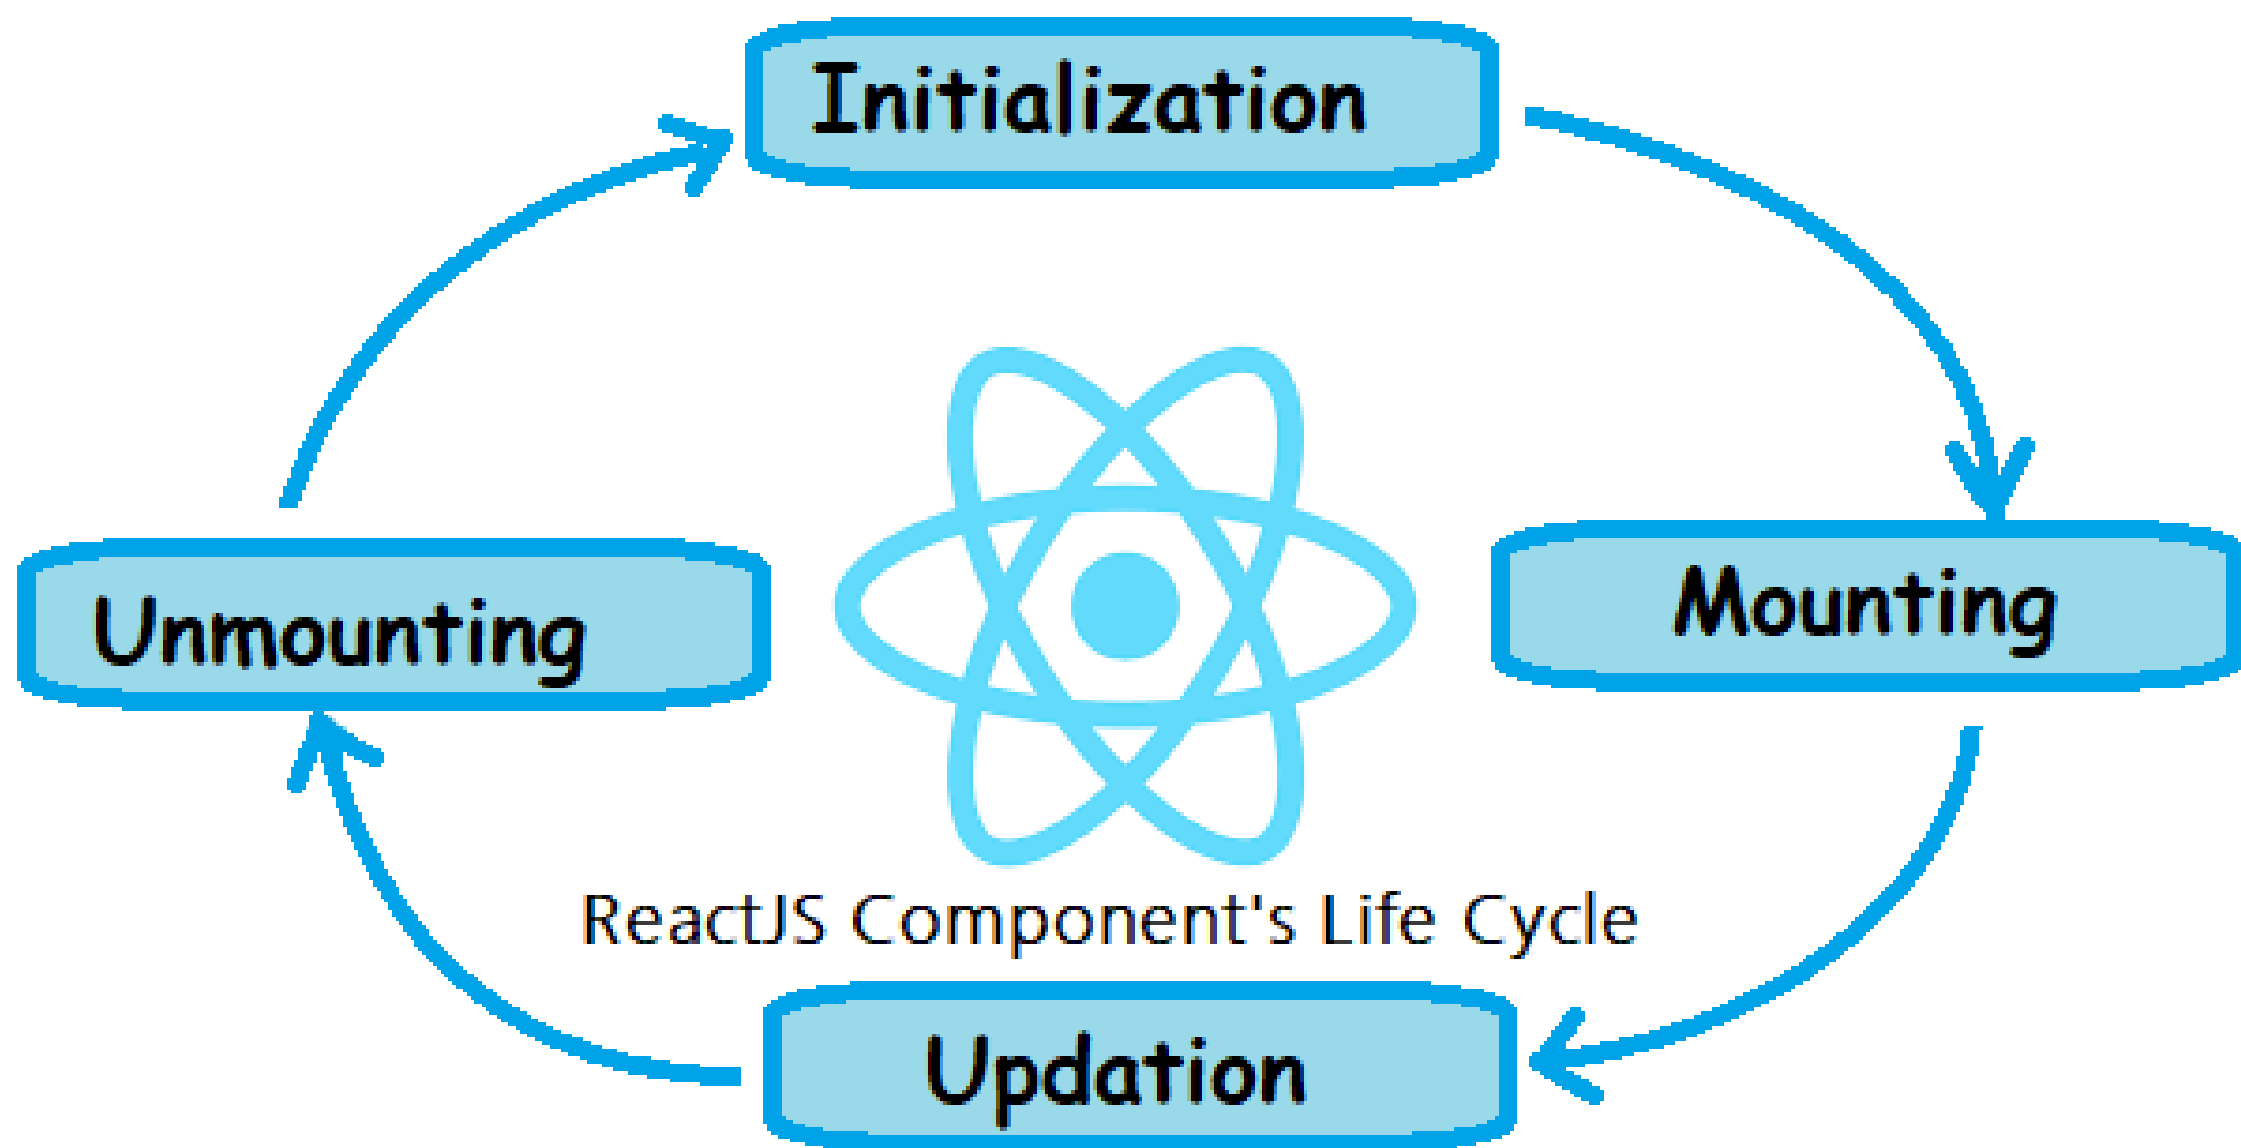 Initialization
Unmounting
Mounting
ReactJS Component's Life Cycle
Updation